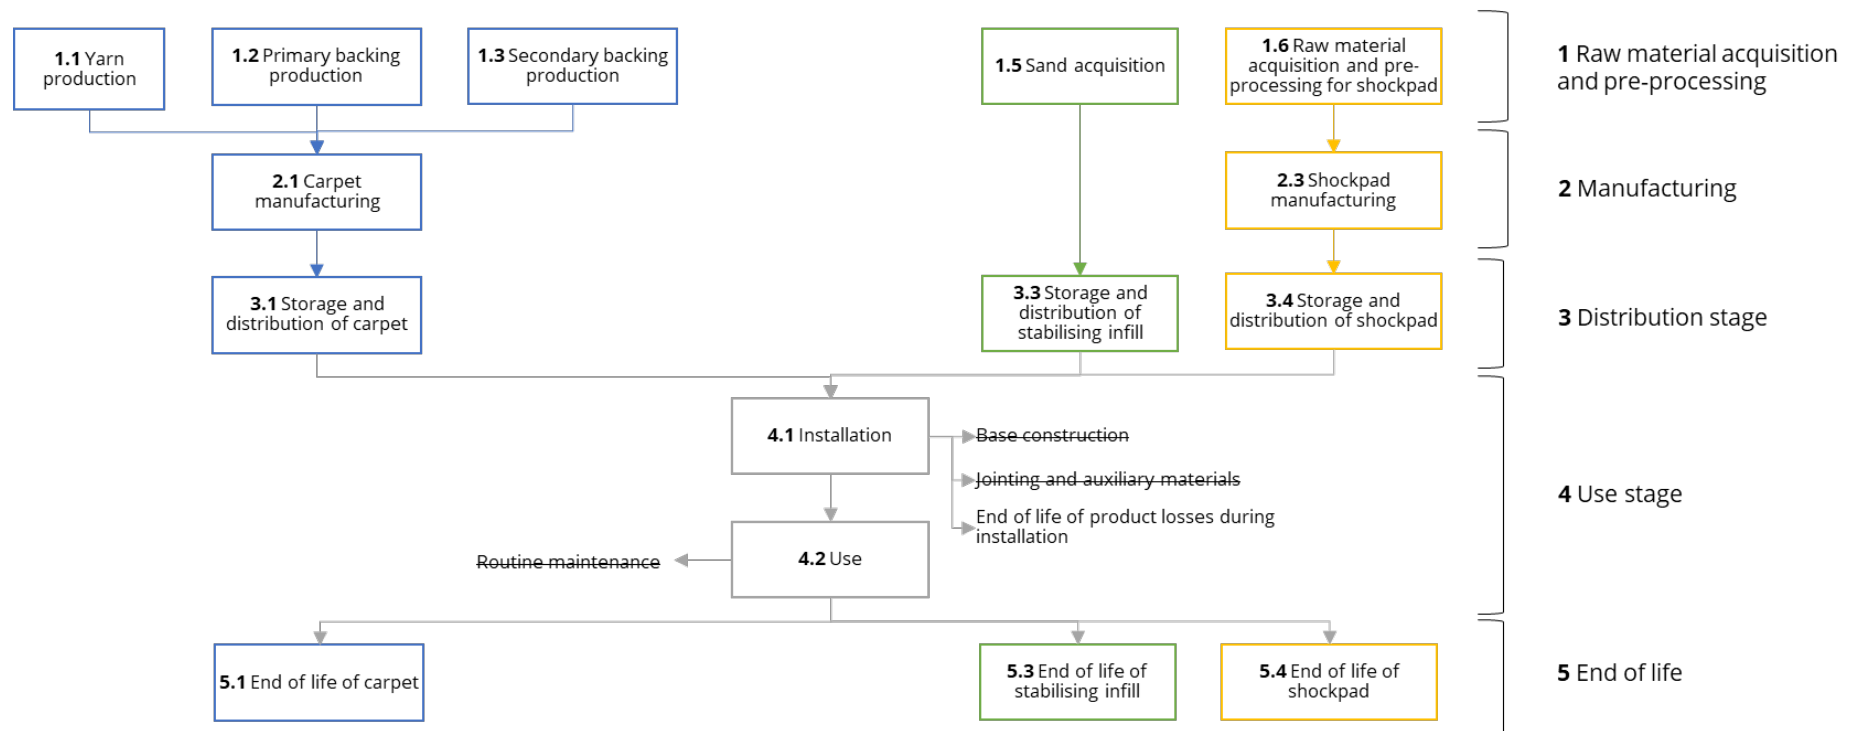 1.1 Yarn
production
1.2 Primary backing
production
1.3 Secondary backing
production
1.5 Sand acquisition
1.6 Raw material
acquisition and pre-
processing for shockpad
1 Raw material acquisition
and pre-processing
2.1 Carpet
manufacturing
2.3 Shockpad
manufacturing
2 Manufacturing
3.1 Storage and
distribution of carpet
3.3 Storage and
distribution of
stabilising infill
3.4 Storage and
distribution of shockpad
3 Distribution stage
4.1 Installation
Base construction
Jointing and auxiliary materials
End of life of product losses during
installation
4 Use stage
4.2 Use
Routine maintenance
5.1 End of life of carpet
5.3 End of life of
stabilising infill
5.4 End of life of
shockpad
5 End of life